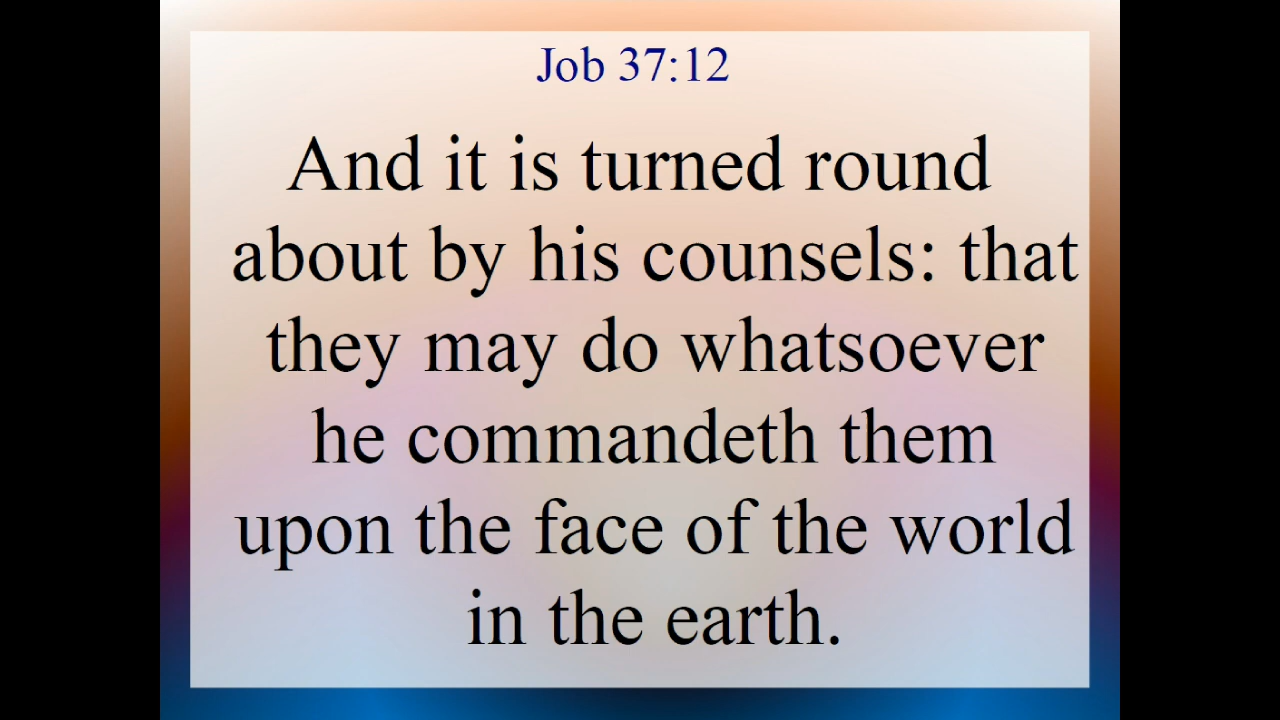 Job 37:12
And it is turned round
about by his counsels: that
they may do whatsoever
he commandeth them
upon the face of the world
in the earth.